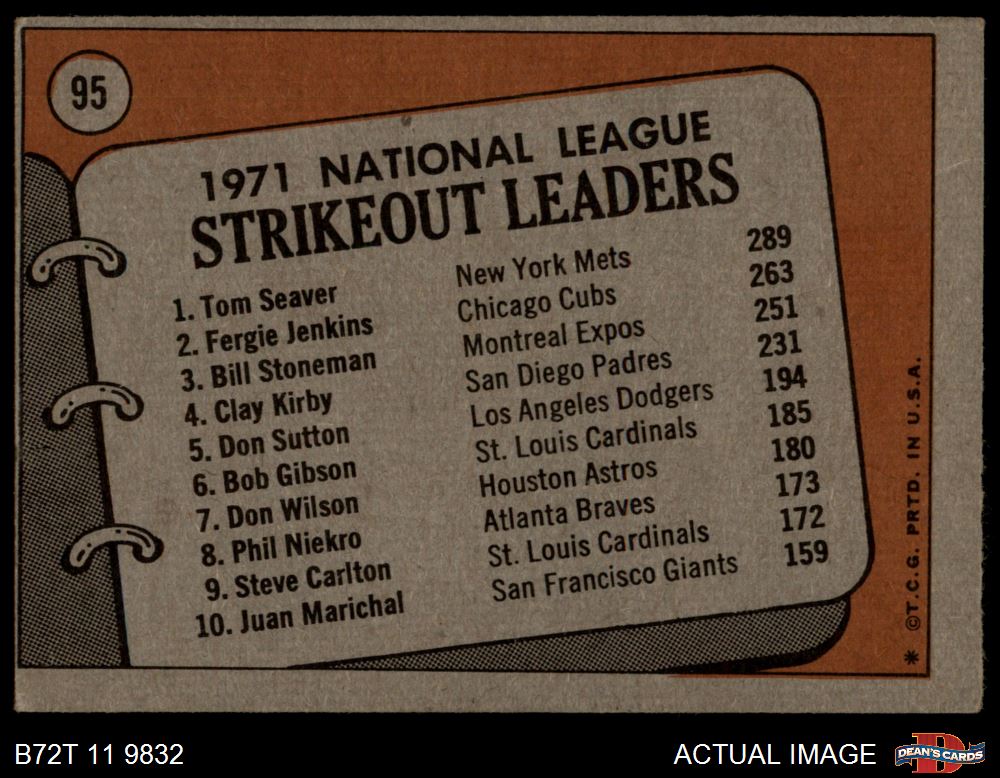 95
1971 NATIONAL LEAGUE
STRIKEOUT LEADERS
1. Tom Seaver New York Mets 289
2. Fergie Jenkins Chicago Cubs 263
3. Bill Stoneman Montreal Expos 251
4. Clay Kirby San Diego Padres 231
5. Don Sutton Los Angeles Dodgers 194
6. Bob Gibson St. Louis Cardinals 185
7. Don Wilson Houston Astros 180
8. Phil Niekro Atlanta Braves 173
9. Steve Carlton St. Louis Cardinals 172
10. Juan Marichal San Francisco Giants 159
* ©T.C.G. PRTD. IN U.S.A.
B72T 11 9832 ACTUAL IMAGE
D
DEAN'S CARDS